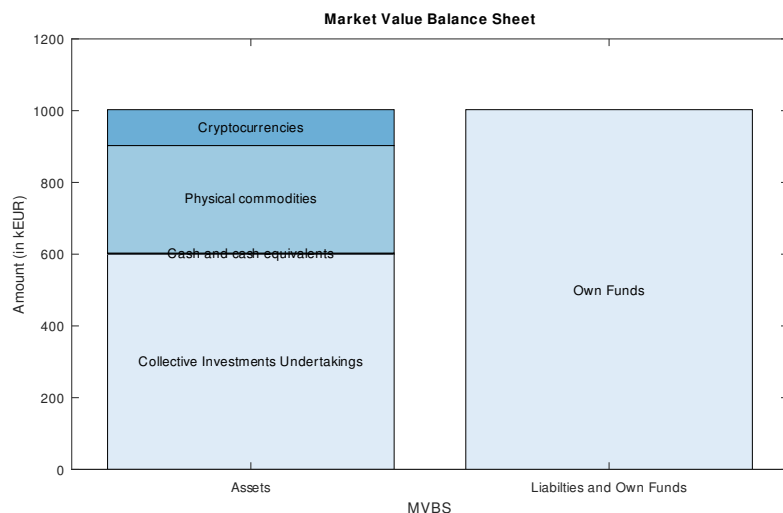 Market Value Balance Sheet
1200
1000
800
600
400
200
0
Amount (in kEUR)
Cryptocurrencies
Physical commodities
Cash and cash equivalents
Collective Investments Undertakings
Own Funds
Assets
Liabilties and Own Funds
MVBS